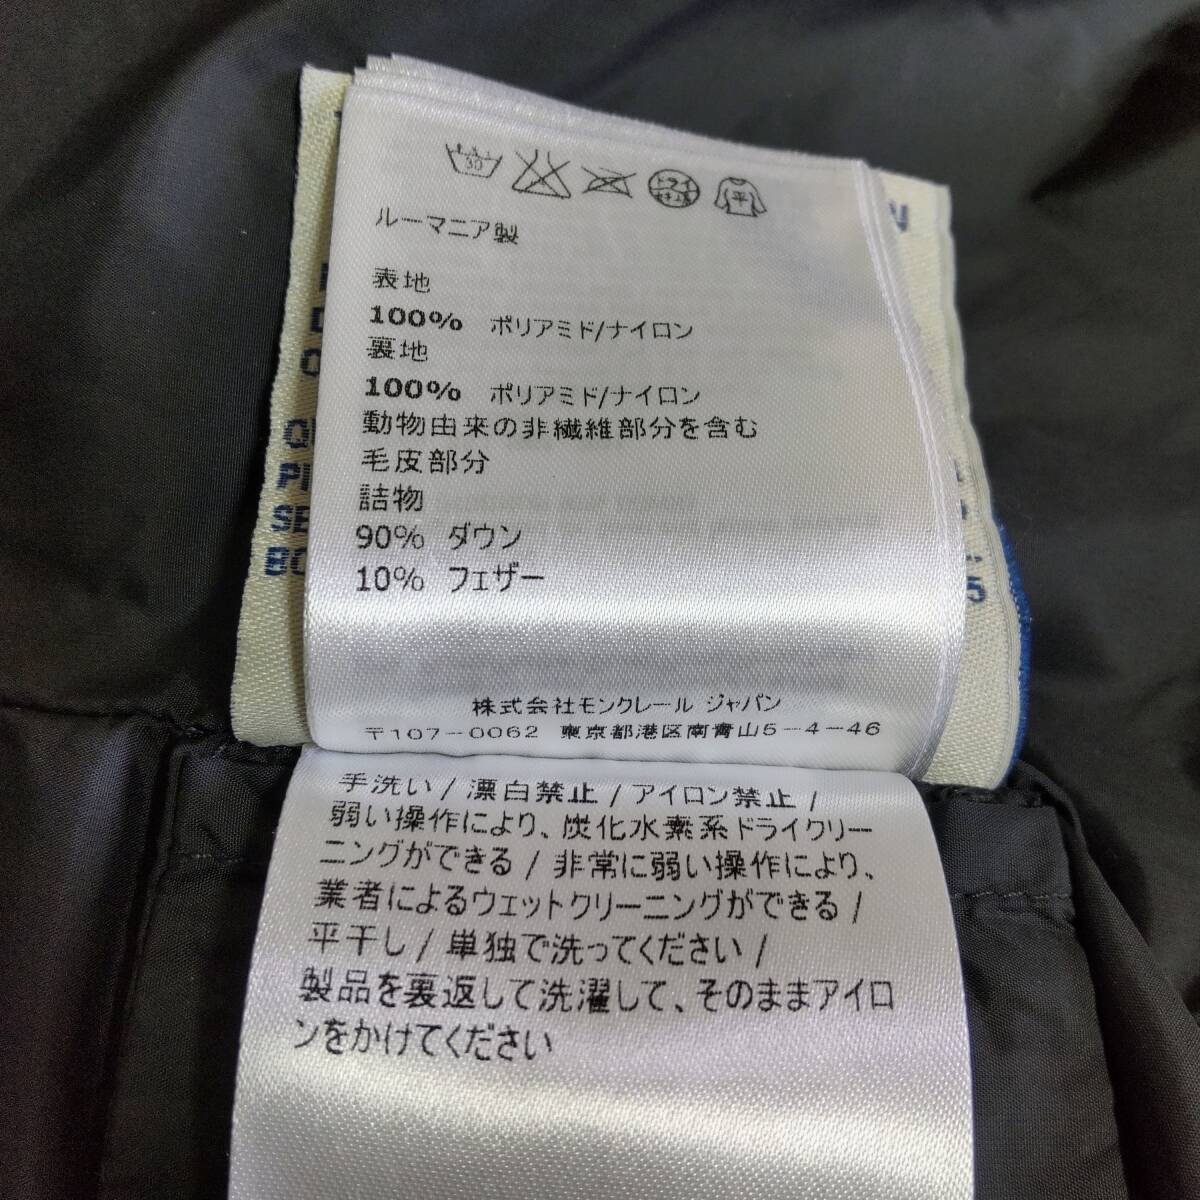 30
ドライ
平
ルーマニア製
表地
100% ポリアミド/ナイロン
裏地
100% ポリアミド/ナイロン
動物由来の非繊維部分を含む
毛皮部分
詰物
90% ダウン
10% フェザー
株式会社モンクレール ジャパン
〒107-0062 東京都港区南青山5-4-46
手洗い / 漂白禁止 / アイロン禁止 /
弱い操作により、炭化水素系ドライクリー
ニングができる / 非常に弱い操作により、
業者によるウェットクリーニングができる /
平干し / 単独で洗ってください /
製品を裏返して洗濯して、そのままアイロ
ンをかけてください